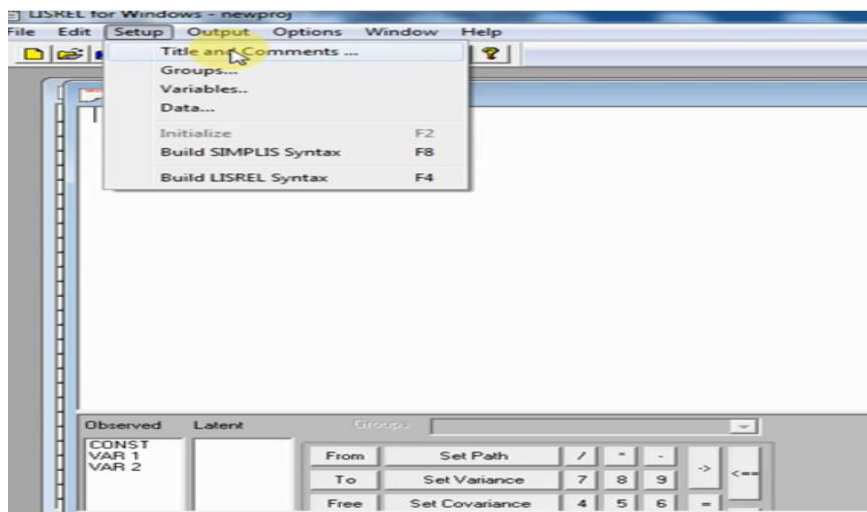 LISREL for Windows - newproj
File Edit Setup Output Options Window Help
Title and Comments ...
Groups...
Variables..
Data...
Initialize F2
Build SIMPLIS Syntax F8
Build LISREL Syntax F4
Observed Latent Groups
CONST
VAR 1
VAR 2
From Set Path / * - -> <==
To Set Variance 7 8 9
Free Set Covariance 4 5 6 =